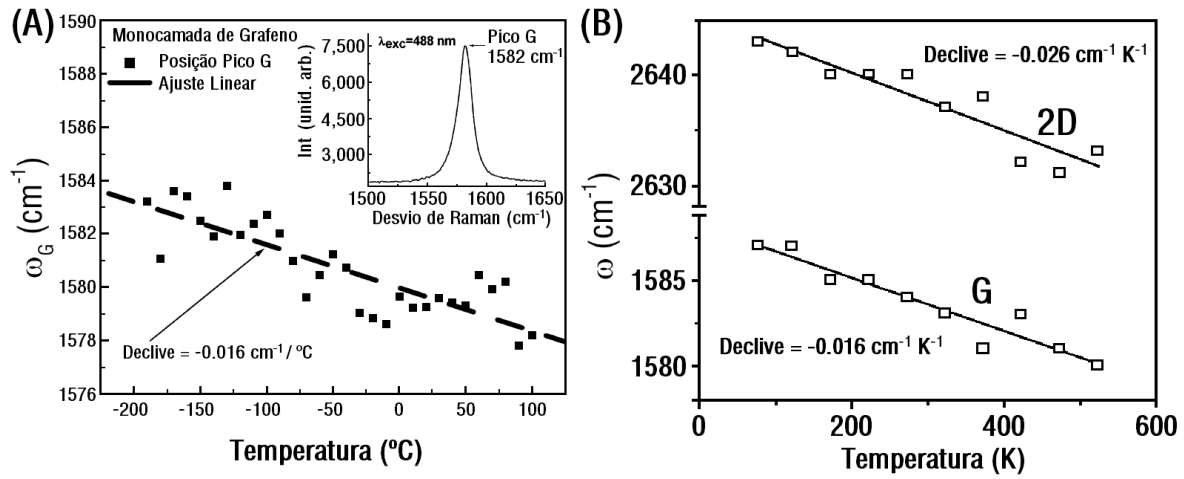 (A)
Monocamada de Grafeno
Posição Pico G
Ajuste Linear
λexc=488 nm
Pico G
1582 cm-1
Int (unid. arb.)
7,500
6,000
4,500
3,000
1500 1550 1600 1650
Desvio de Raman (cm-1)
ωG (cm-1)
1590
1588
1586
1584
1582
1580
1578
1576
Declive = -0.016 cm-1/ ºC
-200 -150 -100 -50 0 50 100
Temperatura (ºC)
(B)
Declive = -0.026 cm-1 K-1
2D
ω (cm-1)
2640
2630
1585
1580
G
Declive = -0.016 cm-1 K-1
0 200 400 600
Temperatura (K)